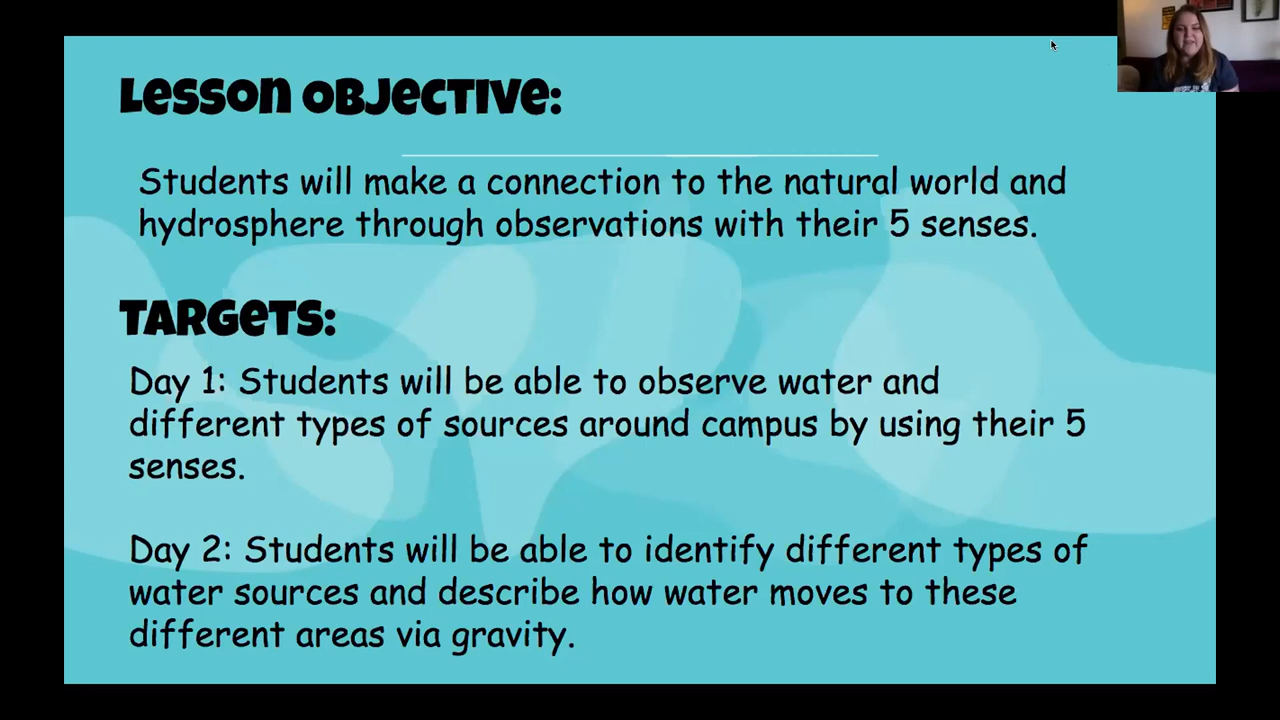 Lesson Objective:
Students will make a connection to the natural world and
hydrosphere through observations with their 5 senses.
Targets:
Day 1: Students will be able to observe water and
different types of sources around campus by using their 5
senses.
Day 2: Students will be able to identify different types of
water sources and describe how water moves to these
different areas via gravity.